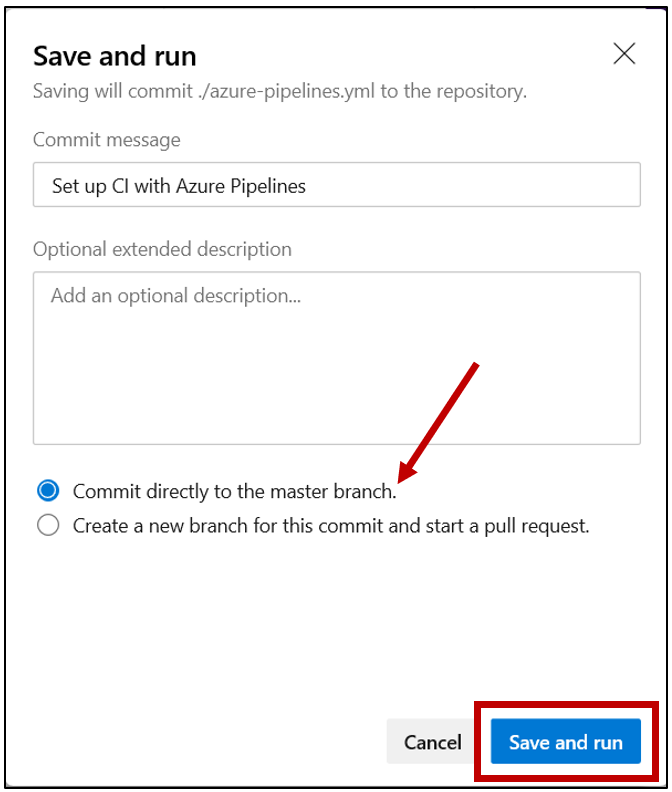 Save and run
Saving will commit ./azure-pipelines.yml to the repository.
Commit message
Set up CI with Azure Pipelines
Optional extended description
Add an optional description...
Commit directly to the master branch.
Create a new branch for this commit and start a pull request.
Cancel
Save and run